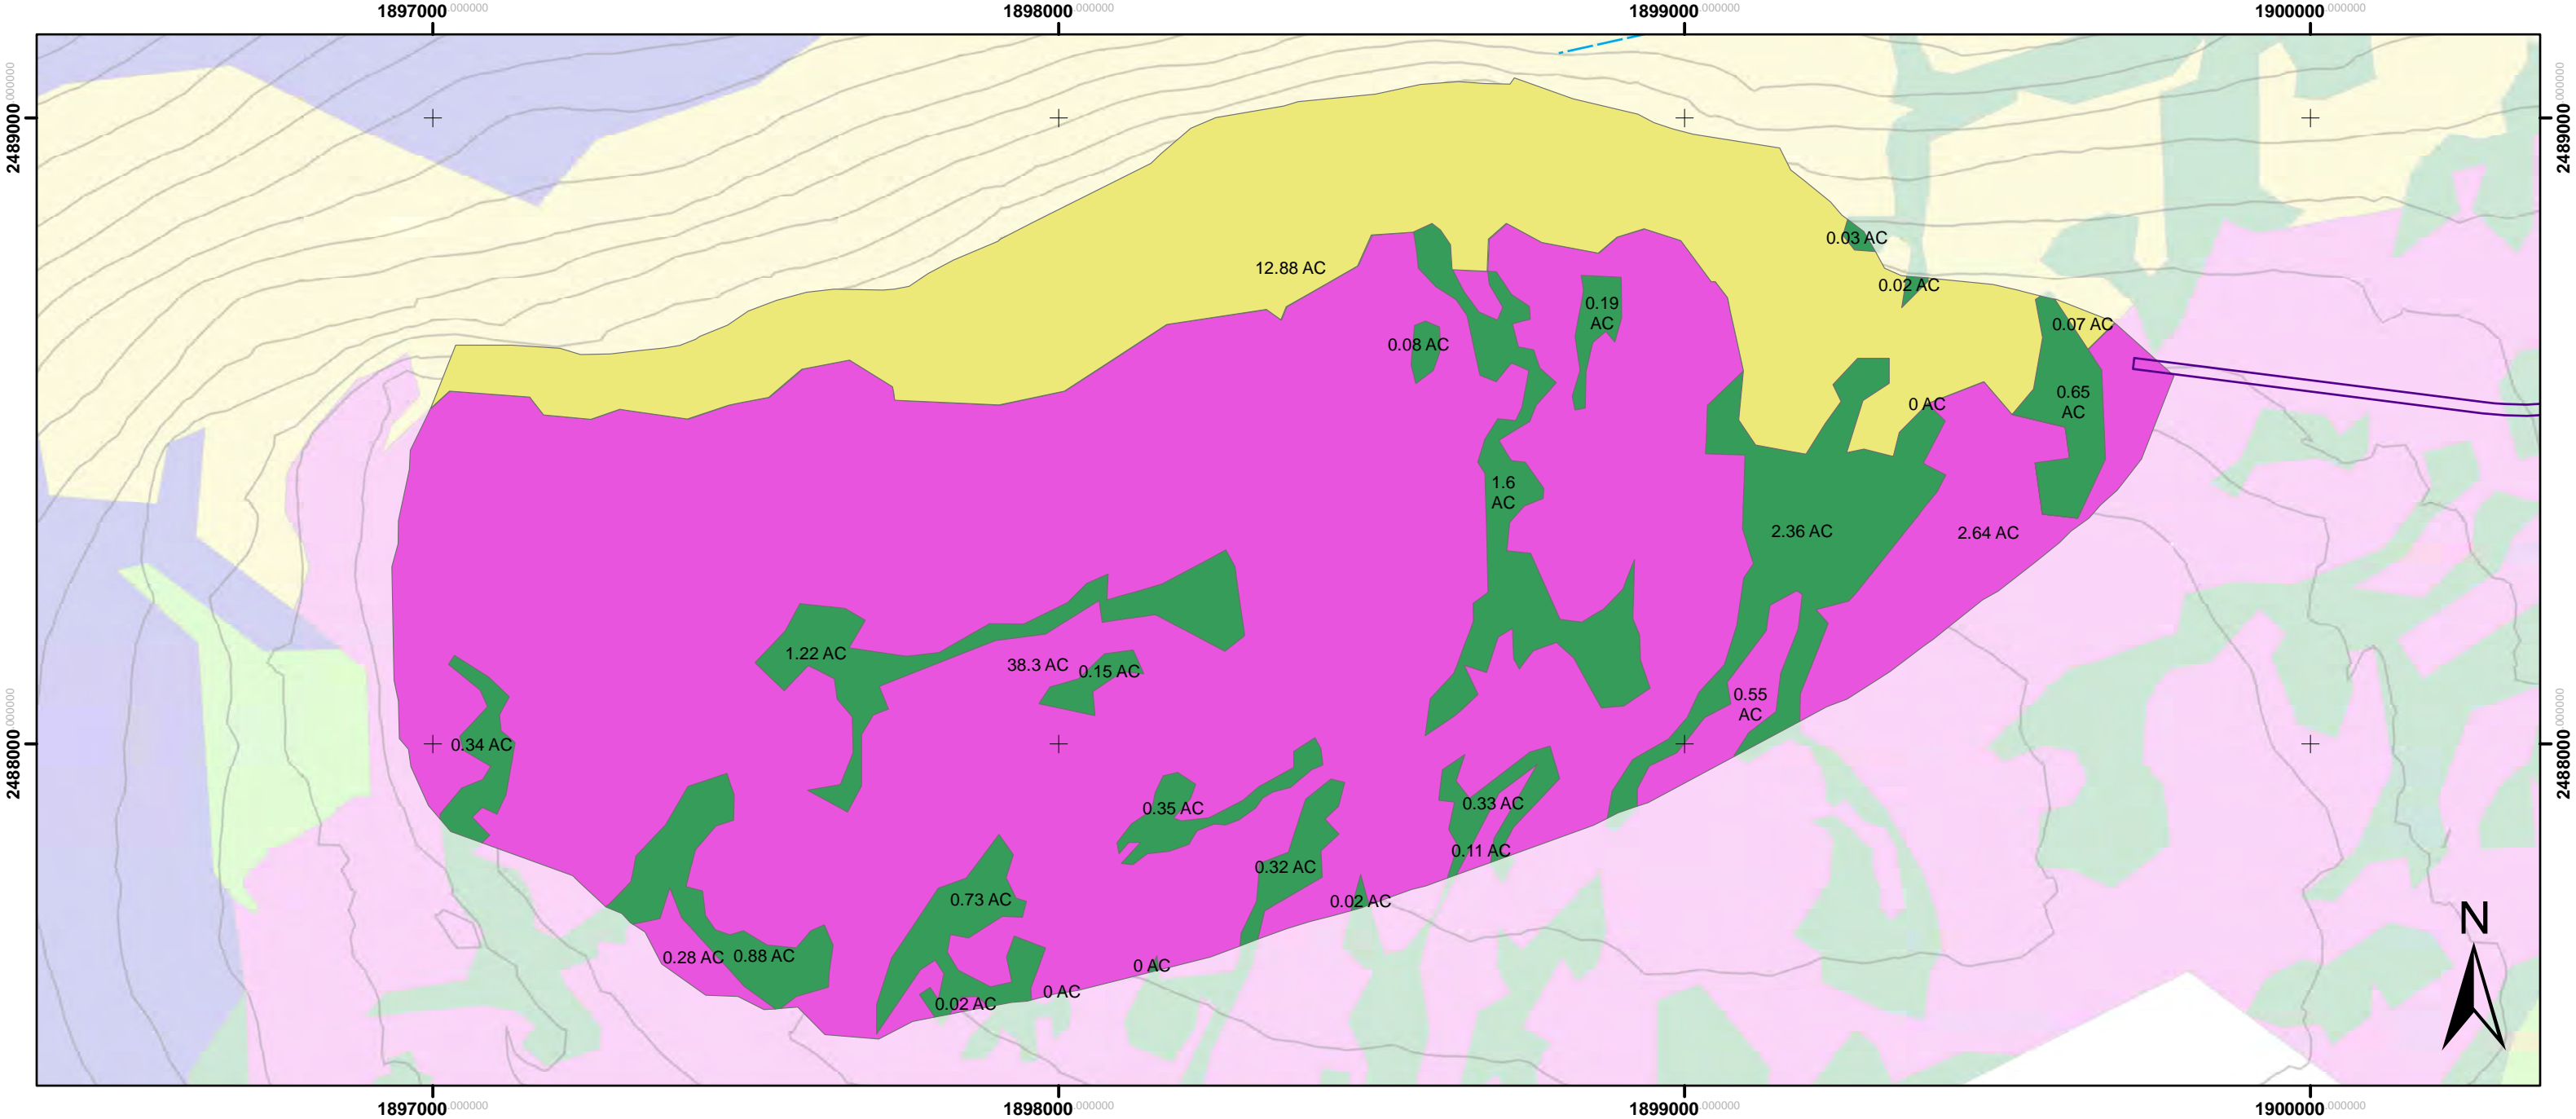 1897000.000000 1898000.000000 1899000.000000 1900000.000000
2489000.000000
2489000.000000
0.03 AC
12.88 AC
0.02 AC
0.19
AC
0.07 AC
0.08 AC
0.65
AC
0 AC
1.6
AC
2.36 AC
2.64 AC
1.22 AC
38.3 AC
0.15 AC
0.55
AC
0.34 AC
2488000.000000
2488000.000000
0.35 AC
0.33 AC
0.11 AC
0.32 AC
0.73 AC
0.02 AC
N
0.28 AC
0.88 AC
0 AC
0 AC
0.02 AC
1897000.000000 1898000.000000 1899000.000000 1900000.000000